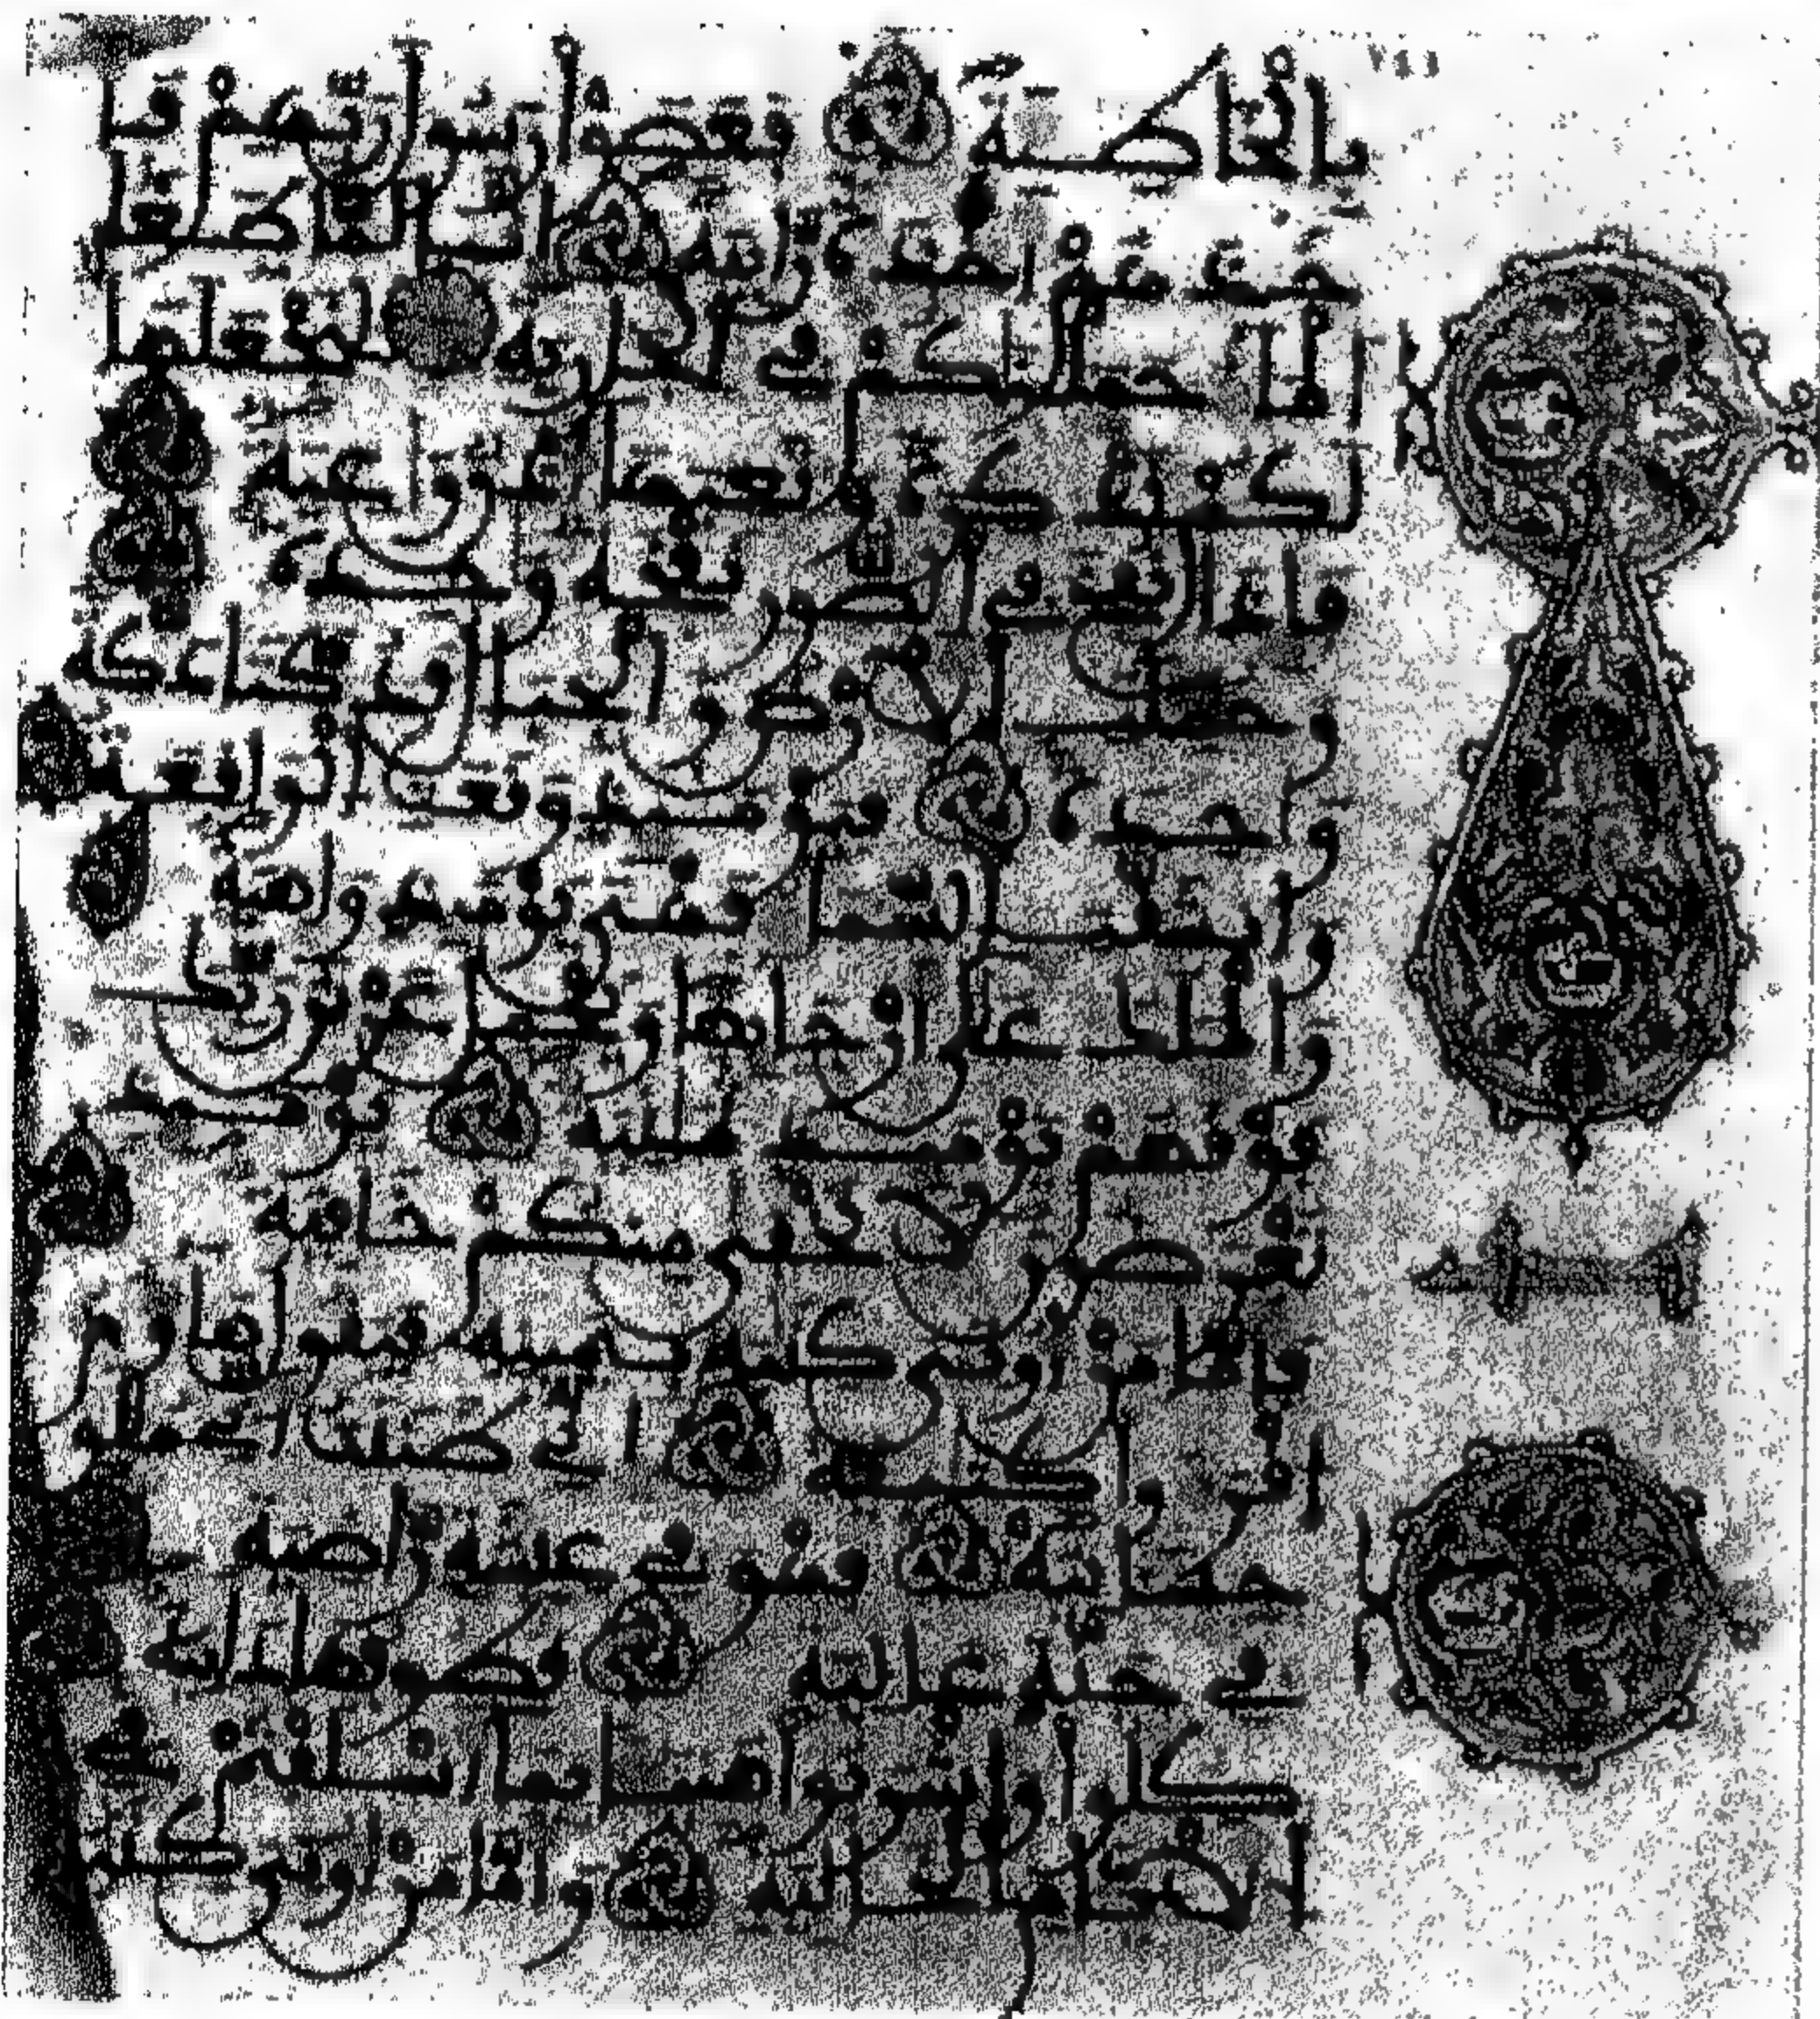 بالخاطئة فعصوا رسول ربهم فأ
خذهم أخذة رابية إنا لما طغا
الما حملنكم في الجارية لنجعلها
لكم تذكرة وتعيها أذن واعية
فإذا نفخ في الصور نفخة وحدة
وحملت الأرض والجبال فدكتا دكة
وحدة فيومئذ وقعت الواقعة
وانشقت السماء فهي يومئذ واهية
والملك على أرجائها ويحمل عرش ربك
فوقهم يومئذ ثمنية يومئذ
تعرضون لا تخفى منكم خافية
فأما من أوتي كتبه بيمينه فيقول هاؤم
اقرءوا كتبيه إني ظننت أني ملق
حسابيه فهو في عيشة راضية
في جنة عالية قطوفها دانية
كلوا واشربوا هنيئا بما أسلفتم في
الأيام الخالية وأما من أوتي كتبه